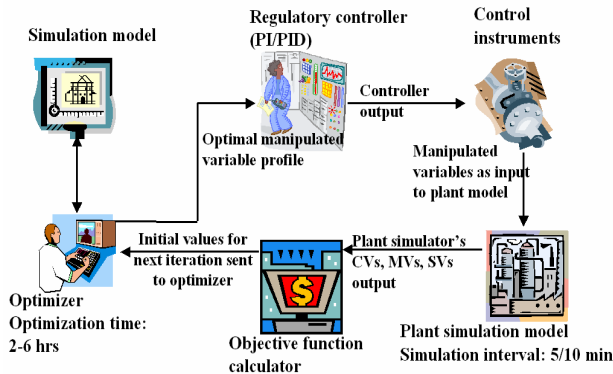 Simulation model
Regulatory controller
(PI/PID)
Control
instruments
Controller
output
Optimal manipulated
variable profile
Manipulated
variables as input
to plant model
Initial values for
next iteration sent
to optimizer
$
Plant simulator's
CVs, MVs, SVs
output
Optimizer
Optimization time:
2-6 hrs
Objective function
calculator
Plant simulation model
Simulation interval: 5/10 min